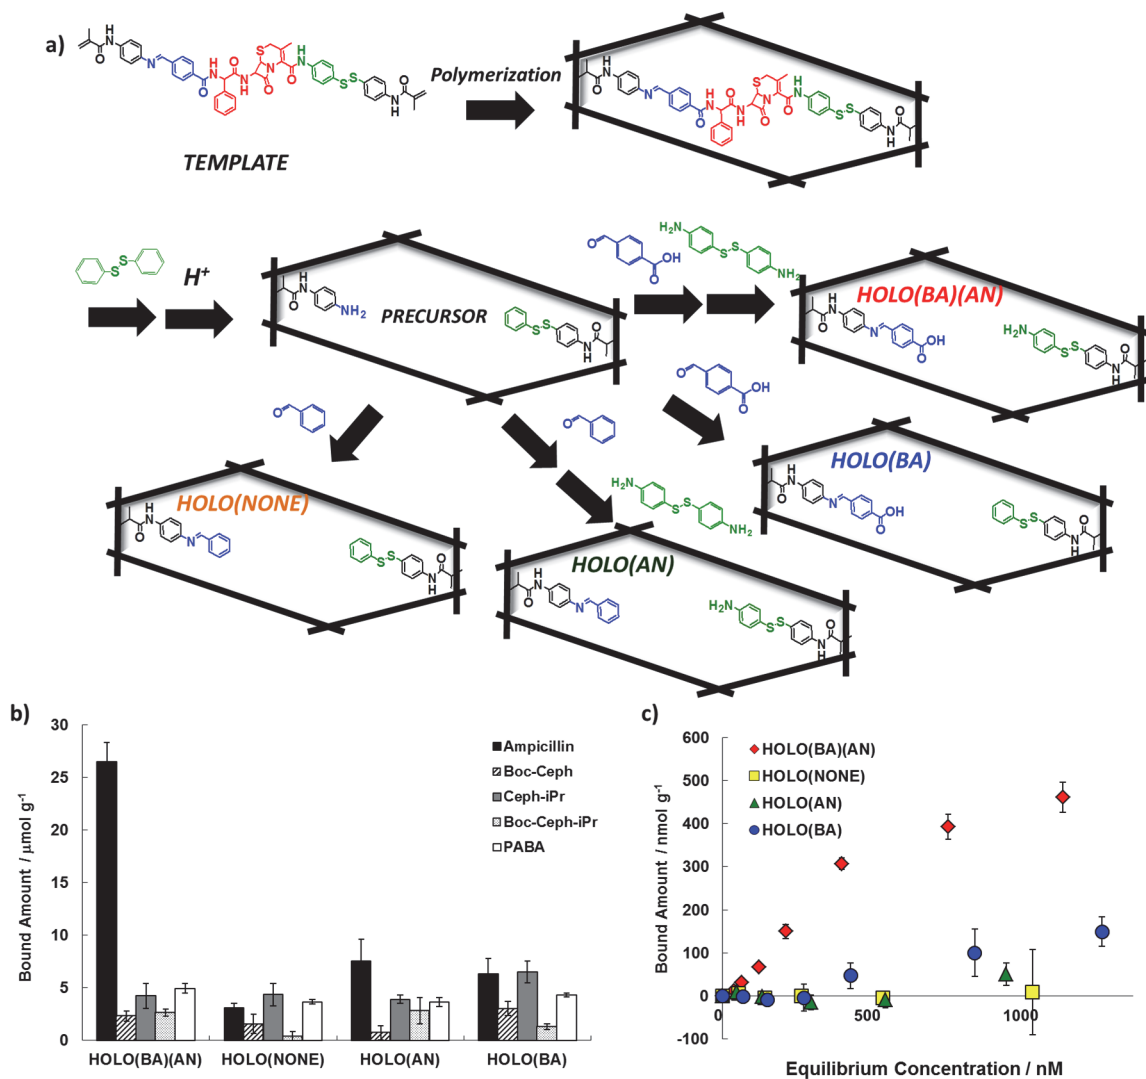 a)
Polymerization
TEMPLATE
H⁺
PRECURSOR
HOLO(BA)(AN)
HOLO(BA)
HOLO(NONE)
HOLO(AN)
b)
30
25
20
15
10
5
0
Bound Amount / μmol g⁻¹
Ampicillin
Boc-Ceph
Ceph-iPr
Boc-Ceph-iPr
PABA
HOLO(BA)(AN) HOLO(NONE) HOLO(AN) HOLO(BA)
c)
600
500
400
300
200
100
0
-100
Bound Amount / nmol g⁻¹
HOLO(BA)(AN)
HOLO(NONE)
HOLO(AN)
HOLO(BA)
0 500 1000
Equilibrium Concentration / nM